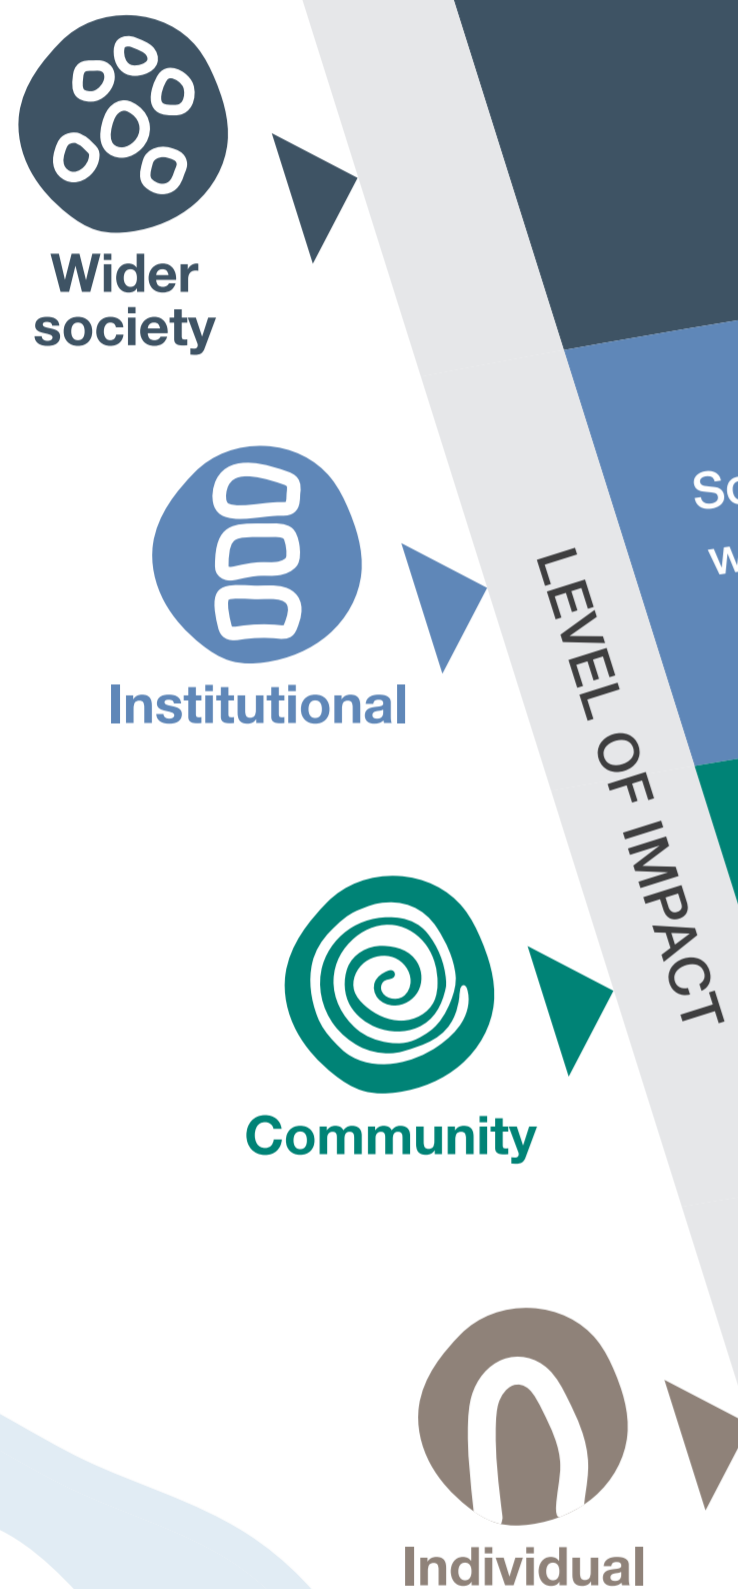 Wider
society
Institutional
LEVEL OF IMPACT
Community
Individual